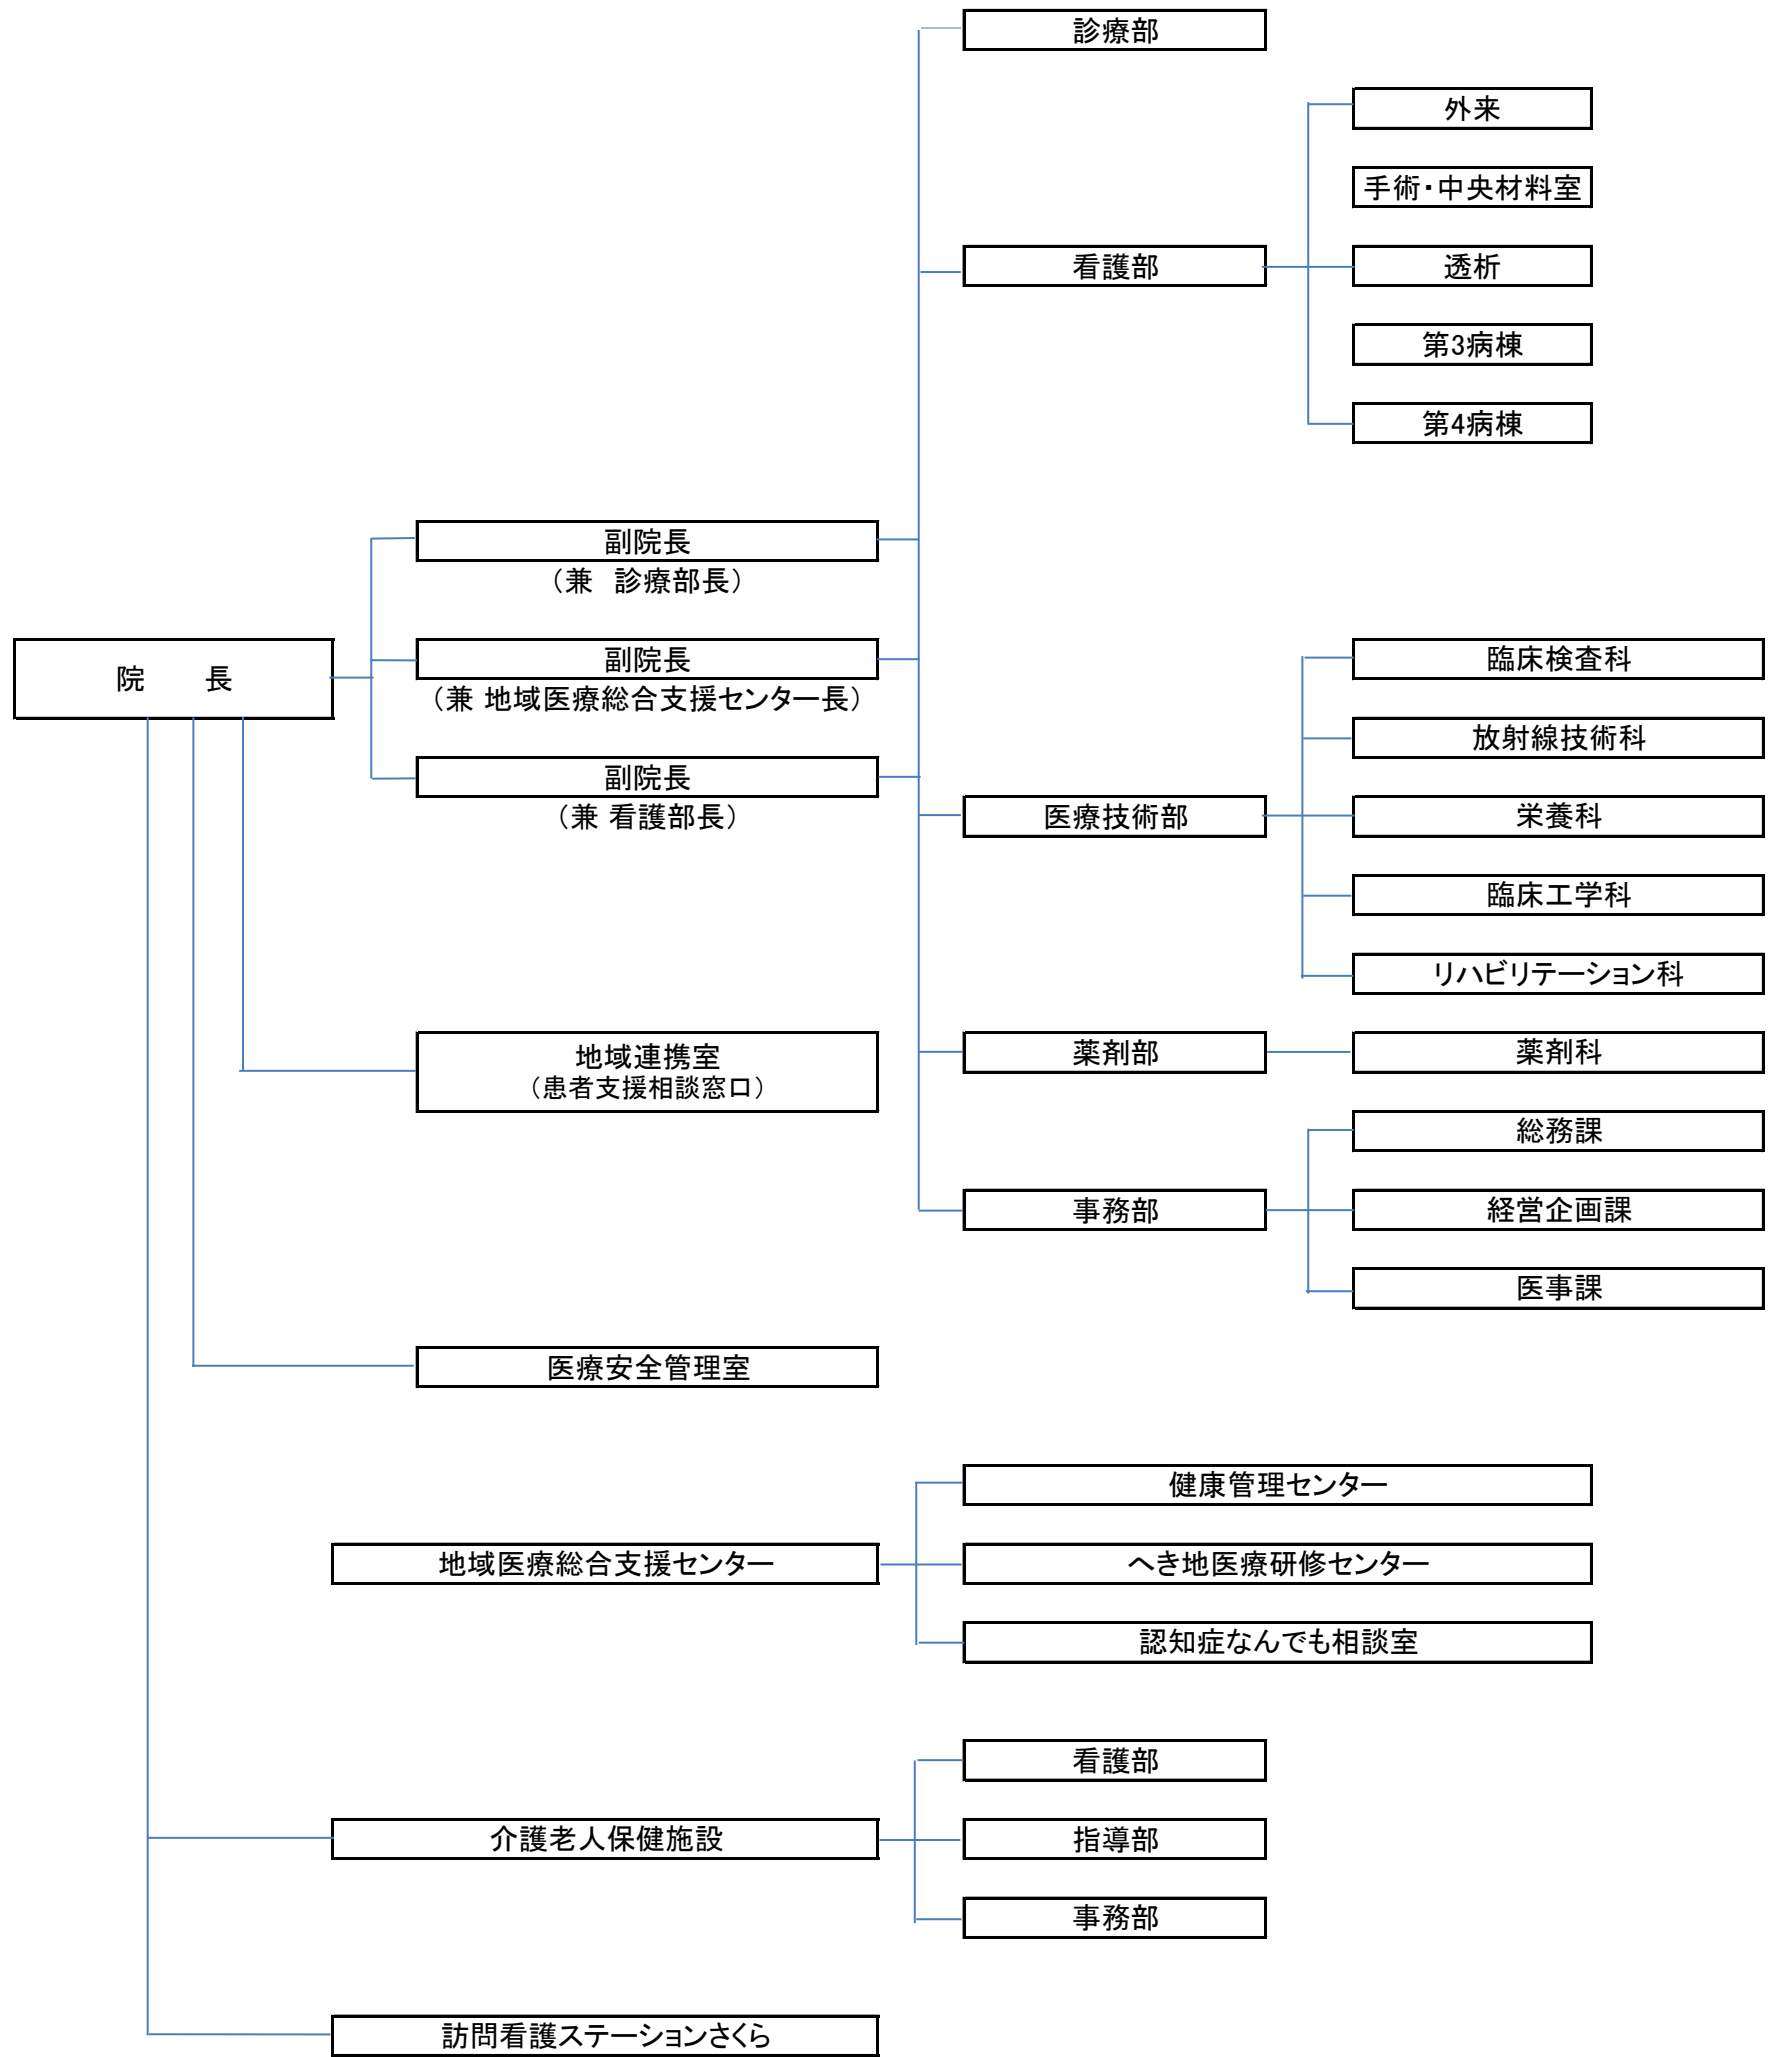 診療部
外来
手術・中央材料室
看護部
透析
第3病棟
第4病棟
副院長
（兼　診療部長）
院　　長
副院長
（兼 地域医療総合支援センター長）
副院長
（兼 看護部長）
臨床検査科
放射線技術科
医療技術部
栄養科
臨床工学科
リハビリテーション科
地域連携室
（患者支援相談窓口）
薬剤部
薬剤科
総務課
事務部
経営企画課
医事課
医療安全管理室
健康管理センター
地域医療総合支援センター
へき地医療研修センター
認知症なんでも相談室
看護部
介護老人保健施設
指導部
事務部
訪問看護ステーションさくら